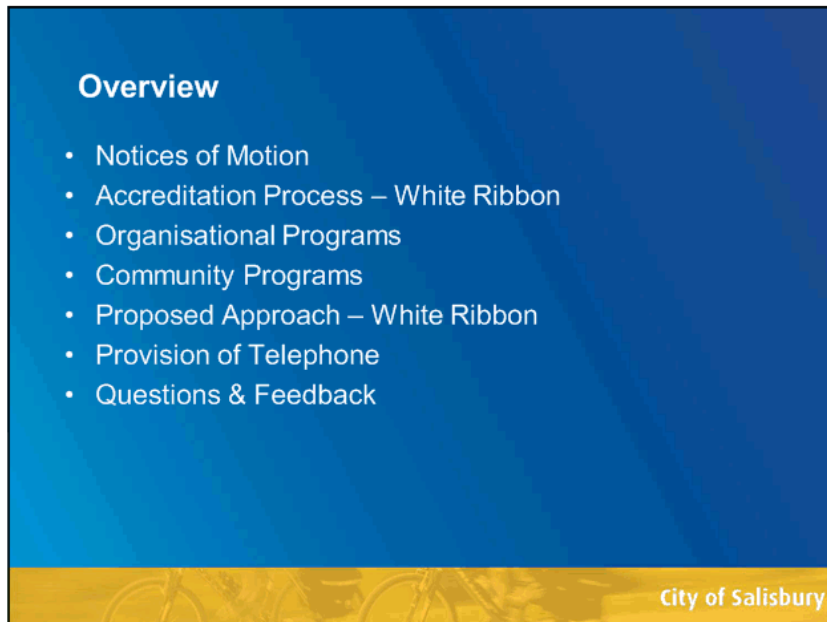 Overview
• Notices of Motion
• Accreditation Process – White Ribbon
• Organisational Programs
• Community Programs
• Proposed Approach – White Ribbon
• Provision of Telephone
• Questions & Feedback
City of Salisbury